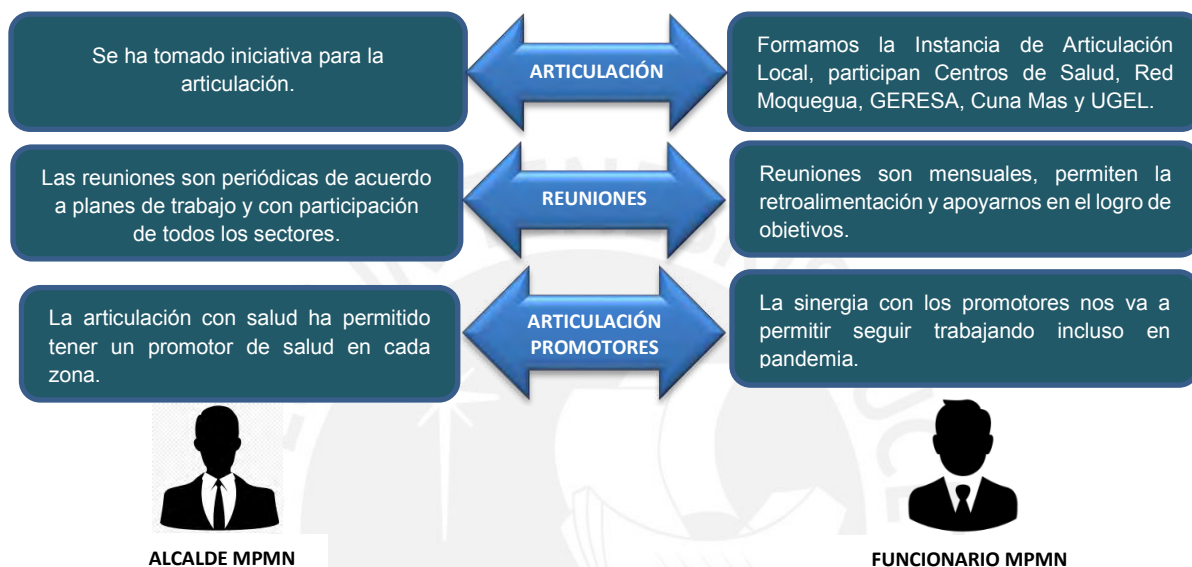 Se ha tomado iniciativa para la
articulación.
ARTICULACIÓN
Formamos la Instancia de Articulación
Local, participan Centros de Salud, Red
Moquegua, GERESA, Cuna Mas y UGEL.
Las reuniones son periódicas de acuerdo
a planes de trabajo y con participación
de todos los sectores.
REUNIONES
Reuniones son mensuales, permiten la
retroalimentación y apoyarnos en el logro de
objetivos.
La articulación con salud ha permitido
tener un promotor de salud en cada
zona.
ARTICULACIÓN
PROMOTORES
La sinergia con los promotores nos va a
permitir seguir trabajando incluso en
pandemia.
ALCALDE MPMN
FUNCIONARIO MPMN